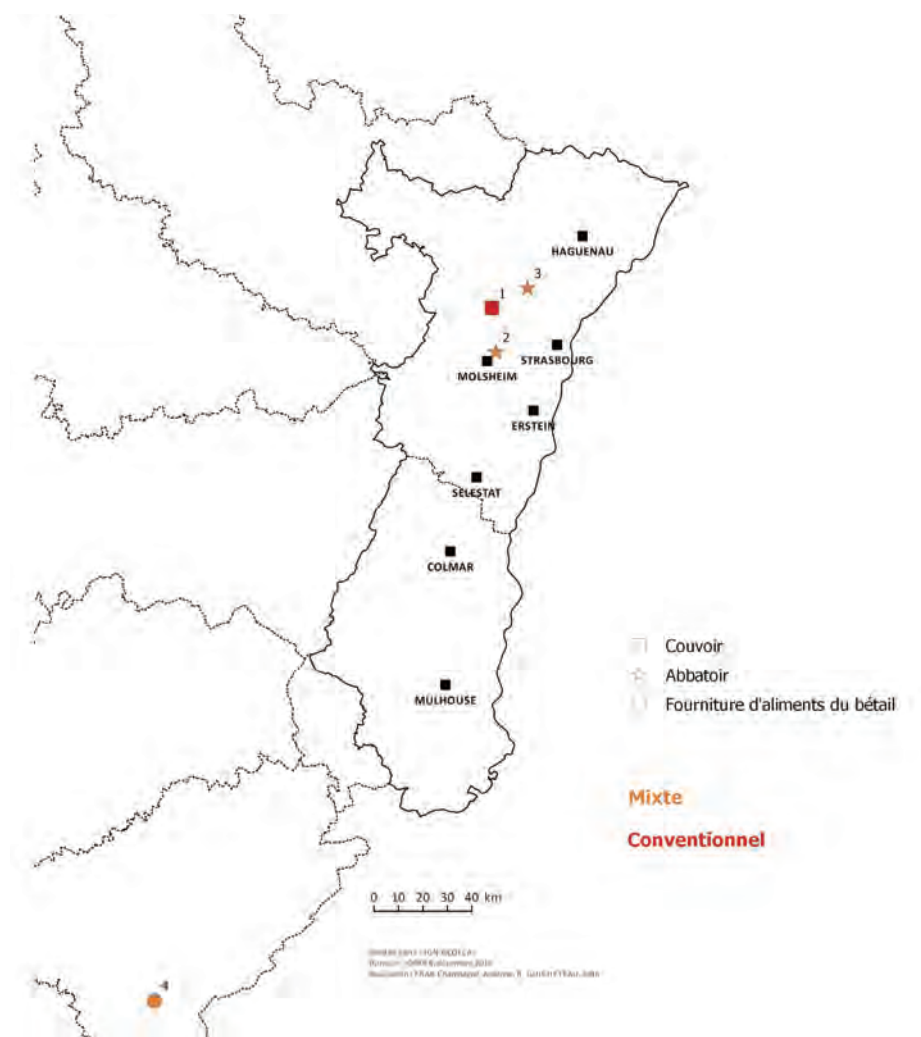 HAGUENAU
3
1
2
STRASBOURG
MOLSHEIM
ERSTEIN
SELESTAT
COLMAR
MULHOUSE
Couvoir
Abbatoir
Fourniture d'aliments du bétail
Mixte
Conventionnel
0 10 20 30 40 km
4